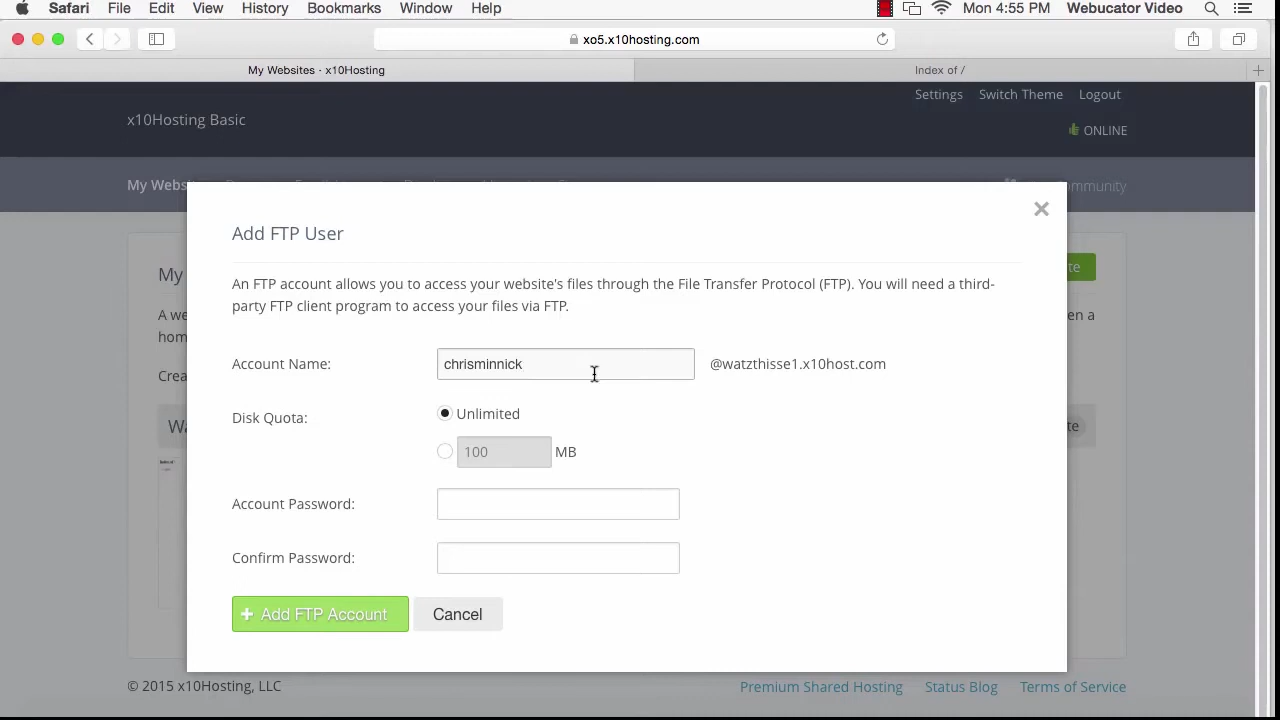 Safari File Edit View History Bookmarks Window Help Mon 4:55 PM Webucator Video
xo5.x10hosting.com
My Websites · x10Hosting Index of /
Settings Switch Theme Logout
x10Hosting Basic
ONLINE
My Webs
ommunity
Add FTP User
My
te
An FTP account allows you to access your website's files through the File Transfer Protocol (FTP). You will need a third-
party FTP client program to access your files via FTP.
A we
en a
hom
Account Name: chrisminnick @watzthisse1.x10host.com
Crea
Disk Quota: Unlimited
Wa
te
100 MB
Account Password:
Confirm Password:
Add FTP Account Cancel
© 2015 x10Hosting, LLC Premium Shared Hosting Status Blog Terms of Service